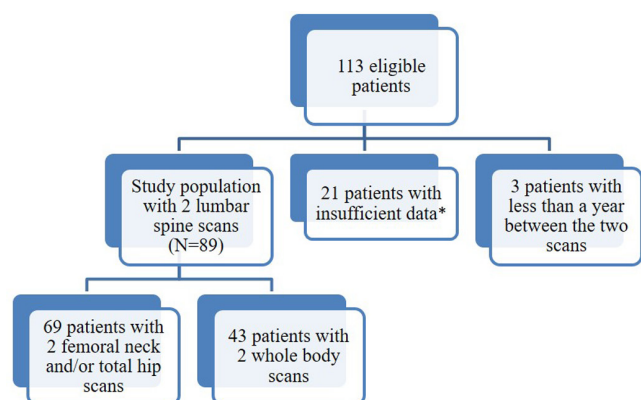 113 eligible
patients
Study population
with 2 lumbar
spine scans
(N=89)
21 patients with
insufficient data*
3 patients with
less than a year
between the two
scans
69 patients with
2 femoral neck
and/or total hip
scans
43 patients with
2 whole body
scans